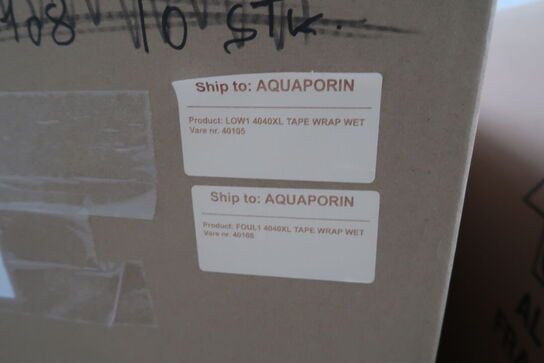 10 STK.
Ship to: AQUAPORIN
Product: LOW1 4040XL TAPE WRAP WET
Vare nr. 40105
Ship to: AQUAPORIN
Product: FOUL1 4040XL TAPE WRAP WET
Vare nr. 40108